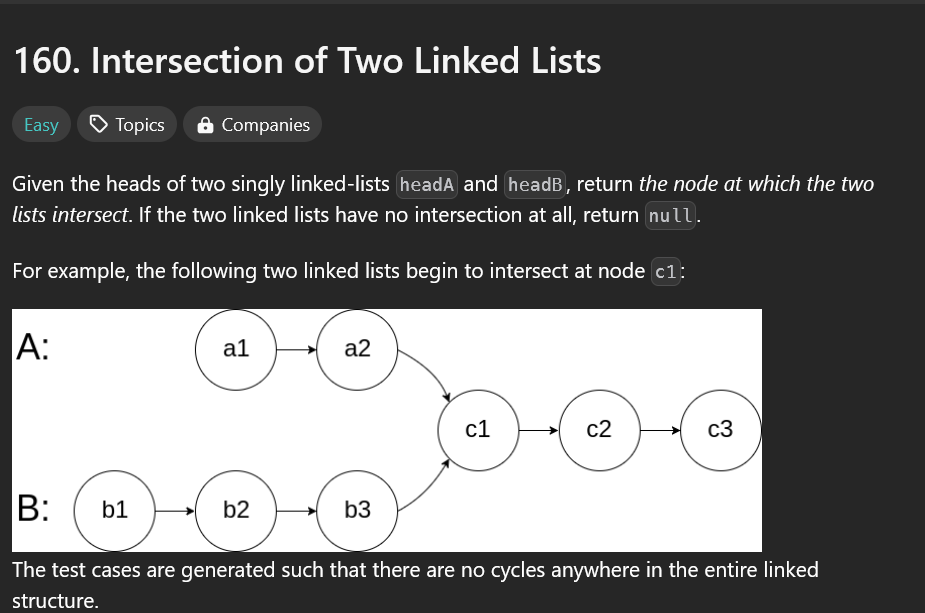 160. Intersection of Two Linked Lists
Easy Topics Companies
Given the heads of two singly linked-lists headA and headB, return the node at which the two
lists intersect. If the two linked lists have no intersection at all, return null.
For example, the following two linked lists begin to intersect at node c1:
A: a1 a2
c1 c2 c3
B: b1 b2 b3
The test cases are generated such that there are no cycles anywhere in the entire linked
structure.